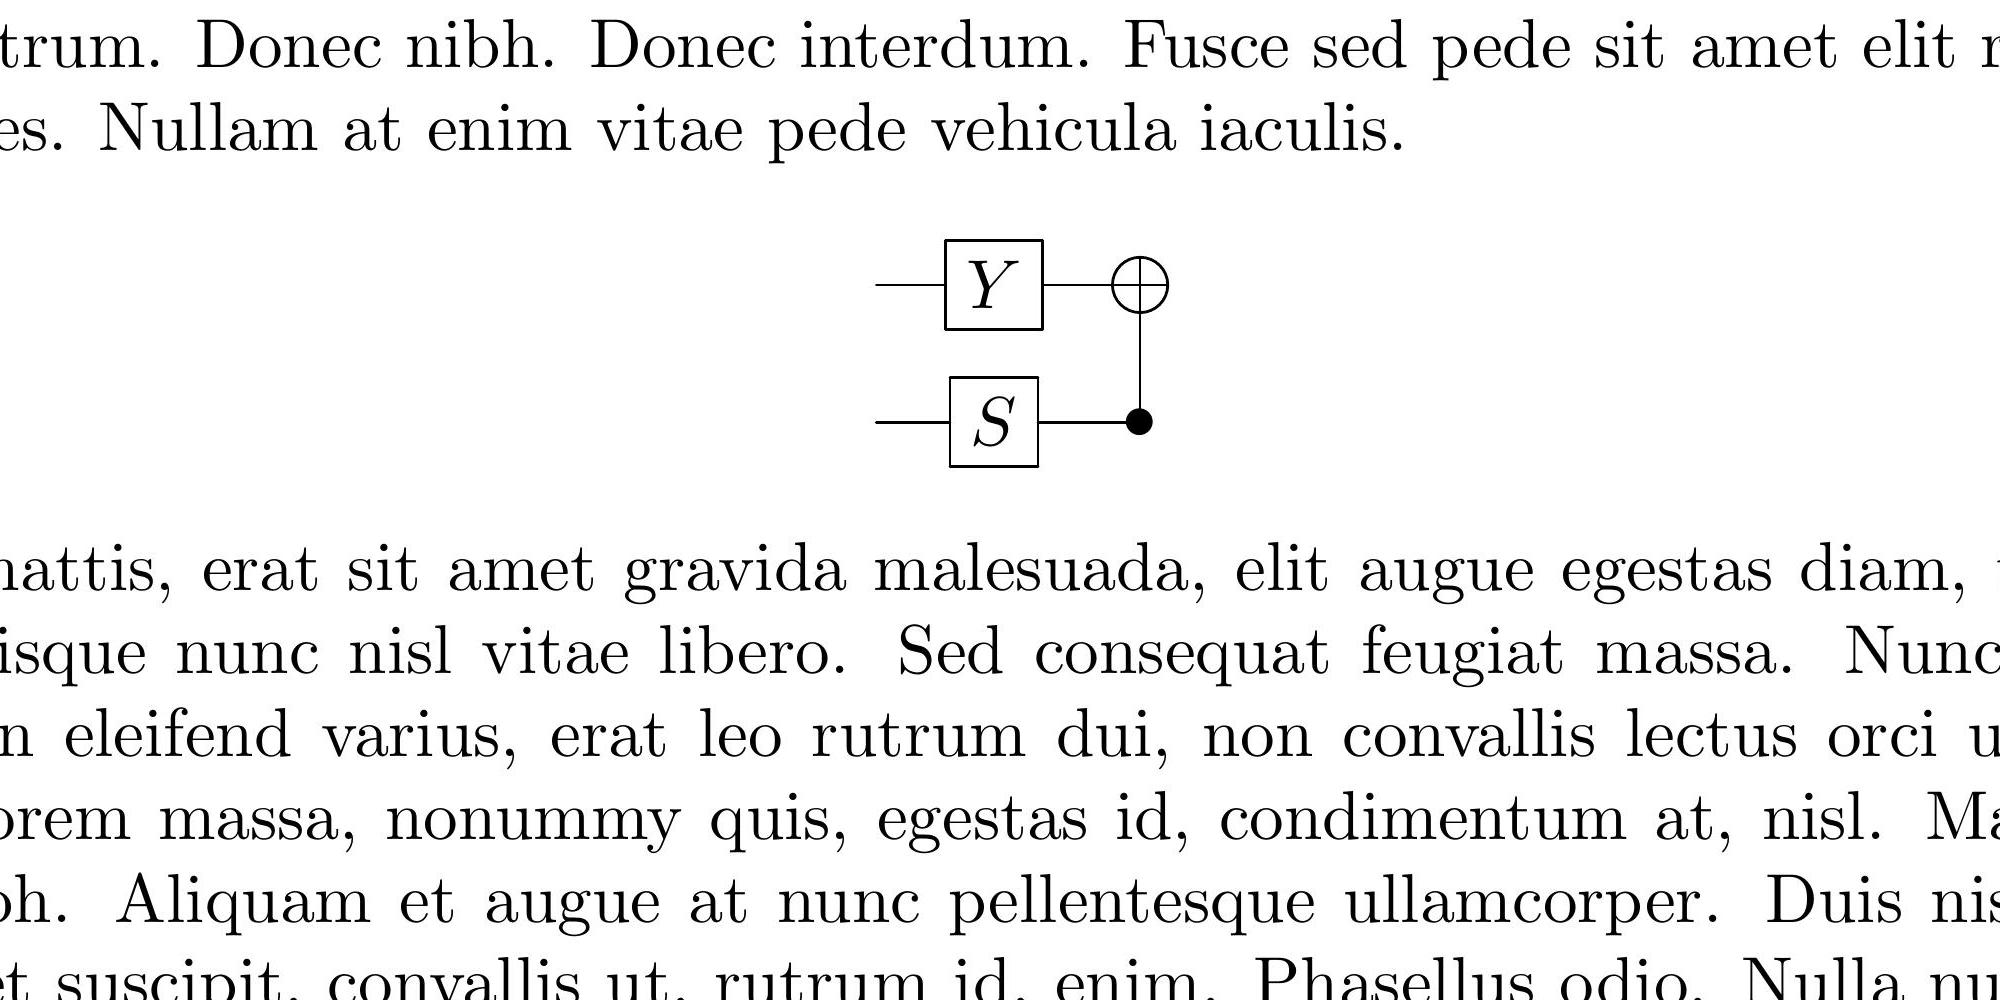 trum. Donec nibh. Donec interdum. Fusce sed pede sit amet elit
es. Nullam at enim vitae pede vehicula iaculis.
Y
S
mattis, erat sit amet gravida malesuada, elit augue egestas diam,
isque nunc nisl vitae libero. Sed consequat feugiat massa. Nunc
n eleifend varius, erat leo rutrum dui, non convallis lectus orci
orem massa, nonummy quis, egestas id, condimentum at, nisl. Ma
bh. Aliquam et augue at nunc pellentesque ullamcorper. Duis nis
et suscipit, convallis ut, rutrum id, enim. Phasellus odio. Nulla nu